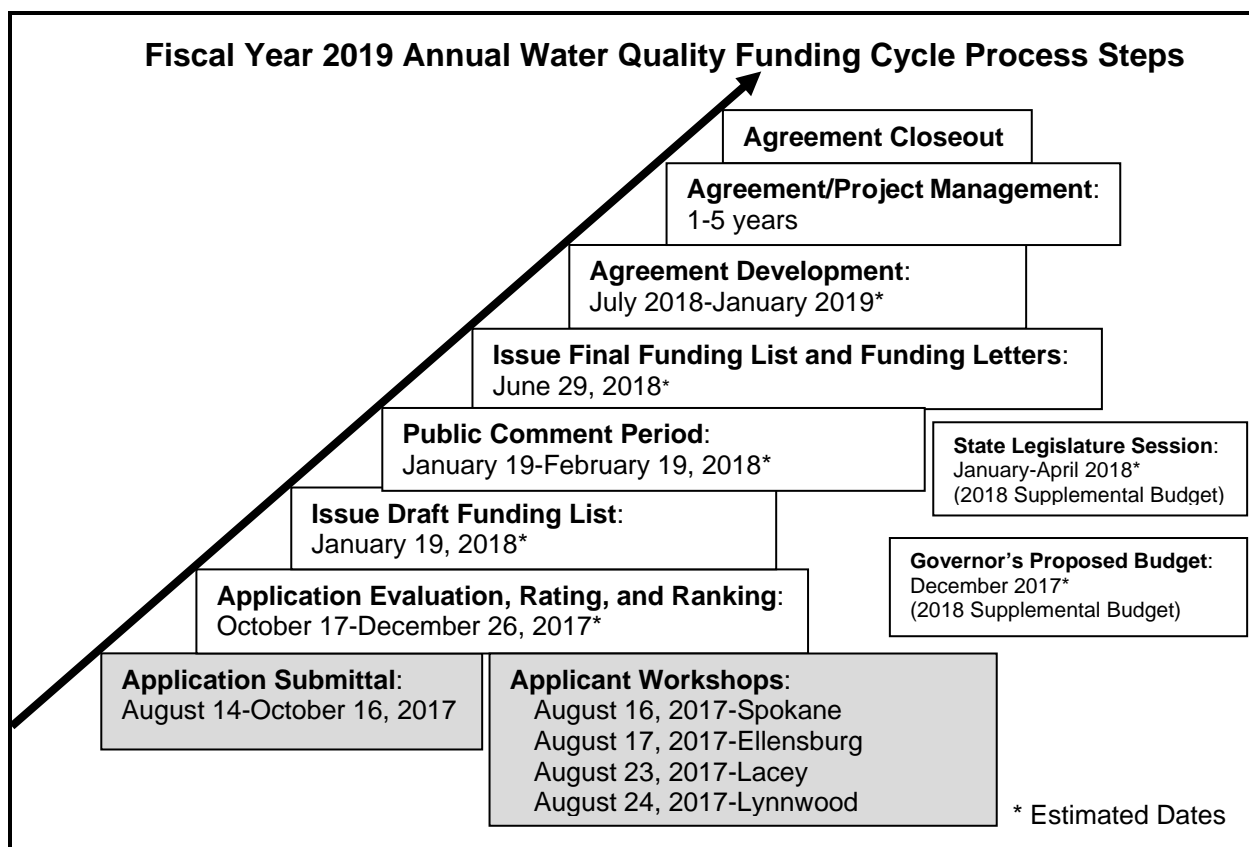 Fiscal Year 2019 Annual Water Quality Funding Cycle Process Steps
Agreement Closeout
Agreement/Project Management:
1-5 years
Agreement Development:
July 2018-January 2019*
Issue Final Funding List and Funding Letters:
June 29, 2018*
Public Comment Period:
January 19-February 19, 2018*
State Legislature Session:
January-April 2018*
(2018 Supplemental Budget)
Issue Draft Funding List:
January 19, 2018*
Governor's Proposed Budget:
December 2017*
(2018 Supplemental Budget)
Application Evaluation, Rating, and Ranking:
October 17-December 26, 2017*
Application Submittal:
August 14-October 16, 2017
Applicant Workshops:
August 16, 2017-Spokane
August 17, 2017-Ellensburg
August 23, 2017-Lacey
August 24, 2017-Lynnwood
* Estimated Dates